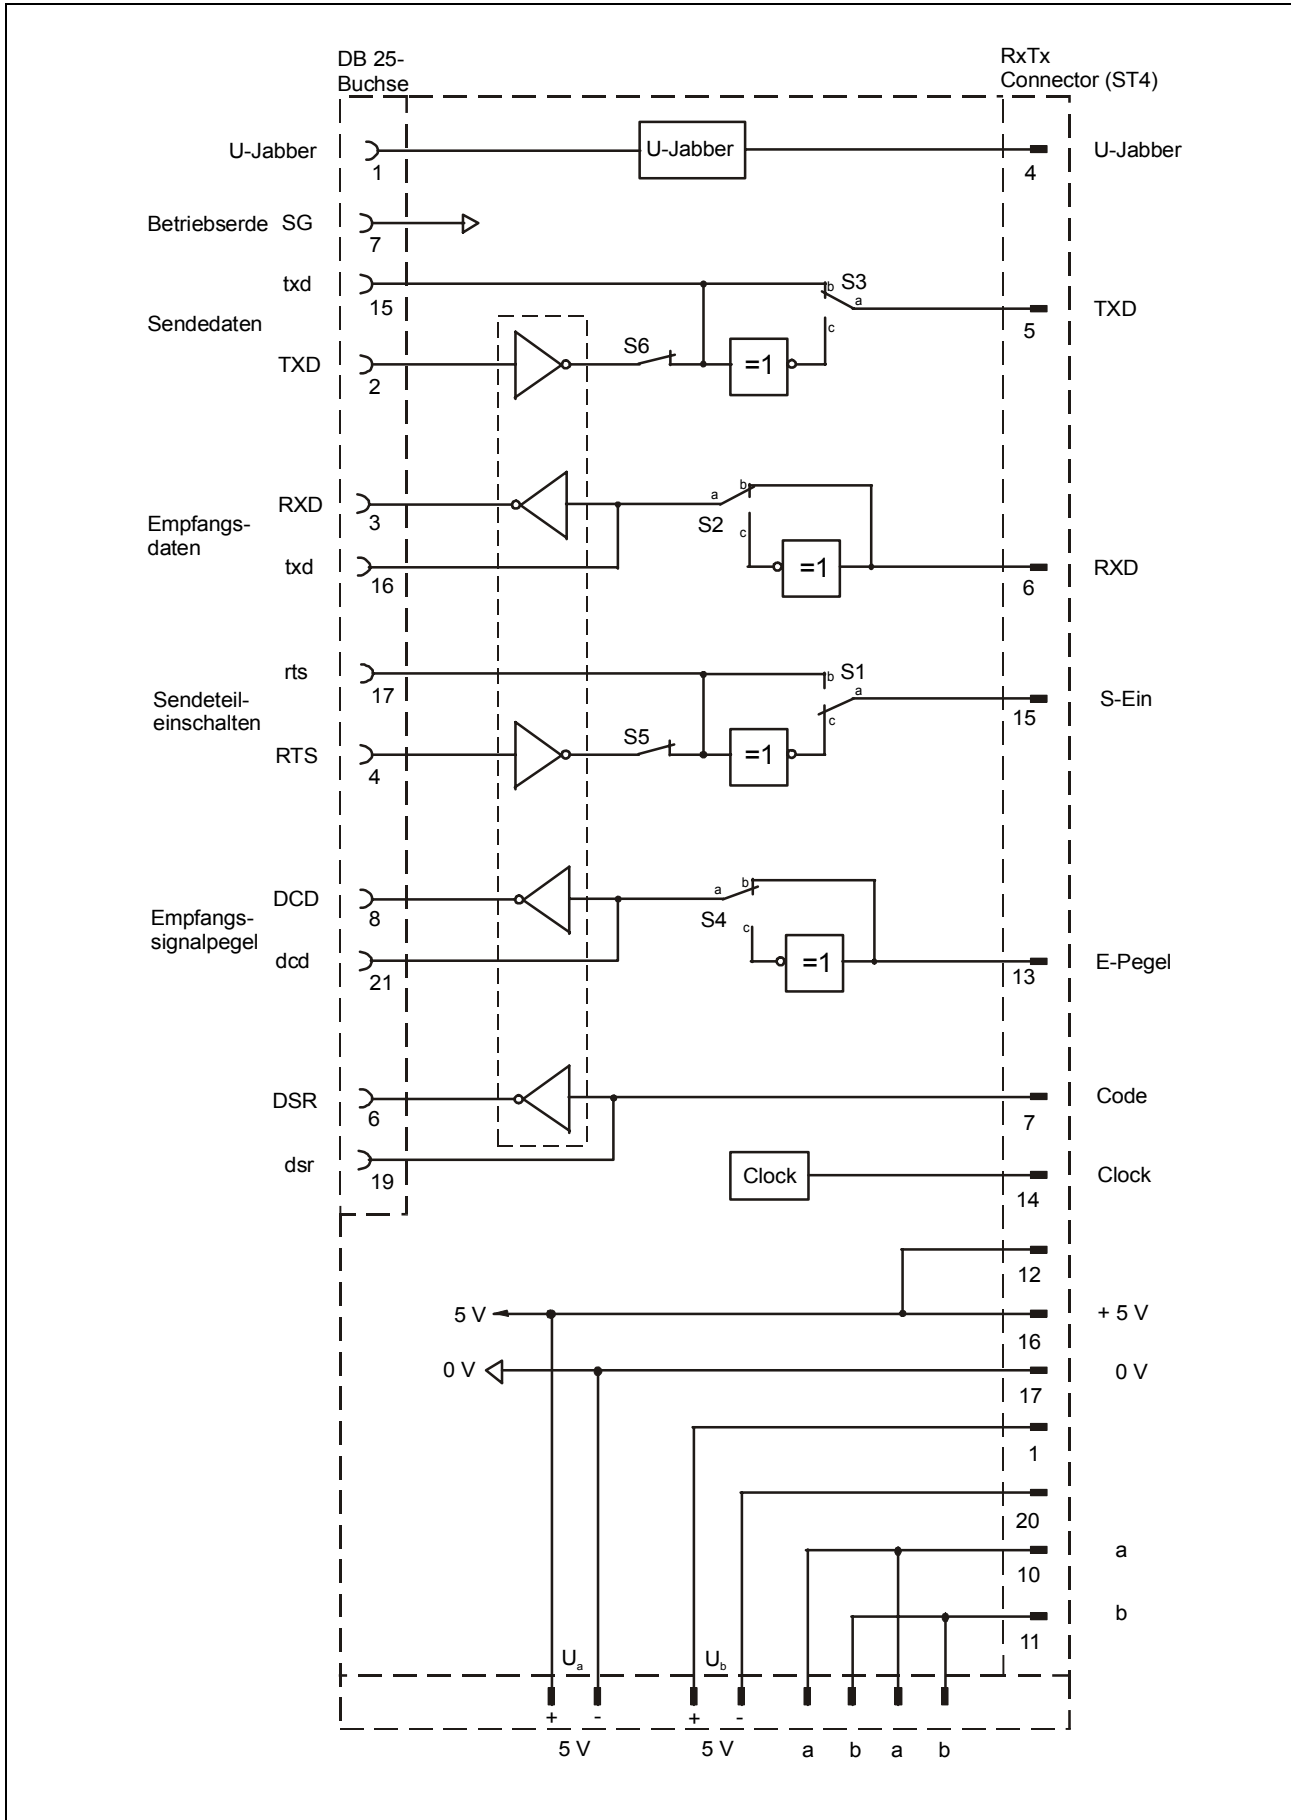 DB 25-
Buchse
RxTx
Connector (ST4)
U-Jabber
1
U-Jabber
4
U-Jabber
Betriebserde SG
7
txd
15
b
S3
a
c
5
TXD
Sendedaten
TXD
2
S6
=1
RXD
3
a
b
S2
c
Empfangs-
daten
txd
16
=1
6
RXD
rts
17
b
S1
a
c
15
S-Ein
Sendeteil-
einschalten
RTS
4
S5
=1
DCD
8
a
b
S4
c
Empfangs-
signalpegel
dcd
21
=1
13
E-Pegel
DSR
6
7
Code
dsr
19
Clock
14
Clock
12
5 V
16
+ 5 V
0 V
17
0 V
1
20
10
a
11
b
Ua
Ub
+
-
+
-
5 V
5 V
a
b
a
b